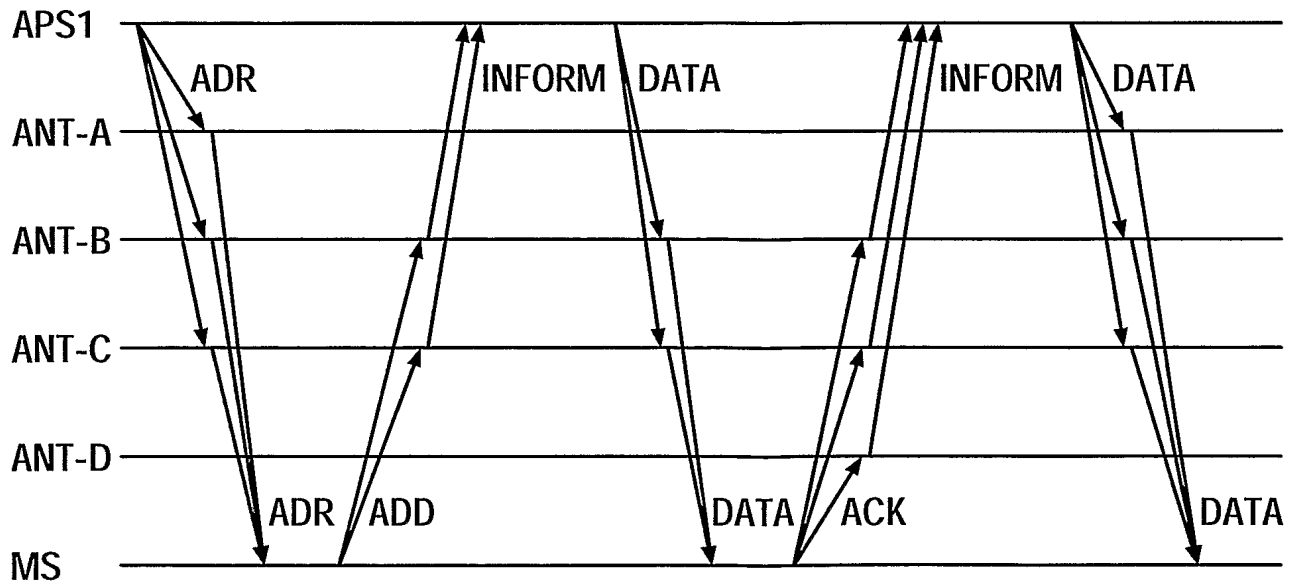 APS1
ADR INFORM DATA INFORM DATA
ANT-A
ANT-B
ANT-C
ANT-D
ADR ADD DATA ACK DATA
MS